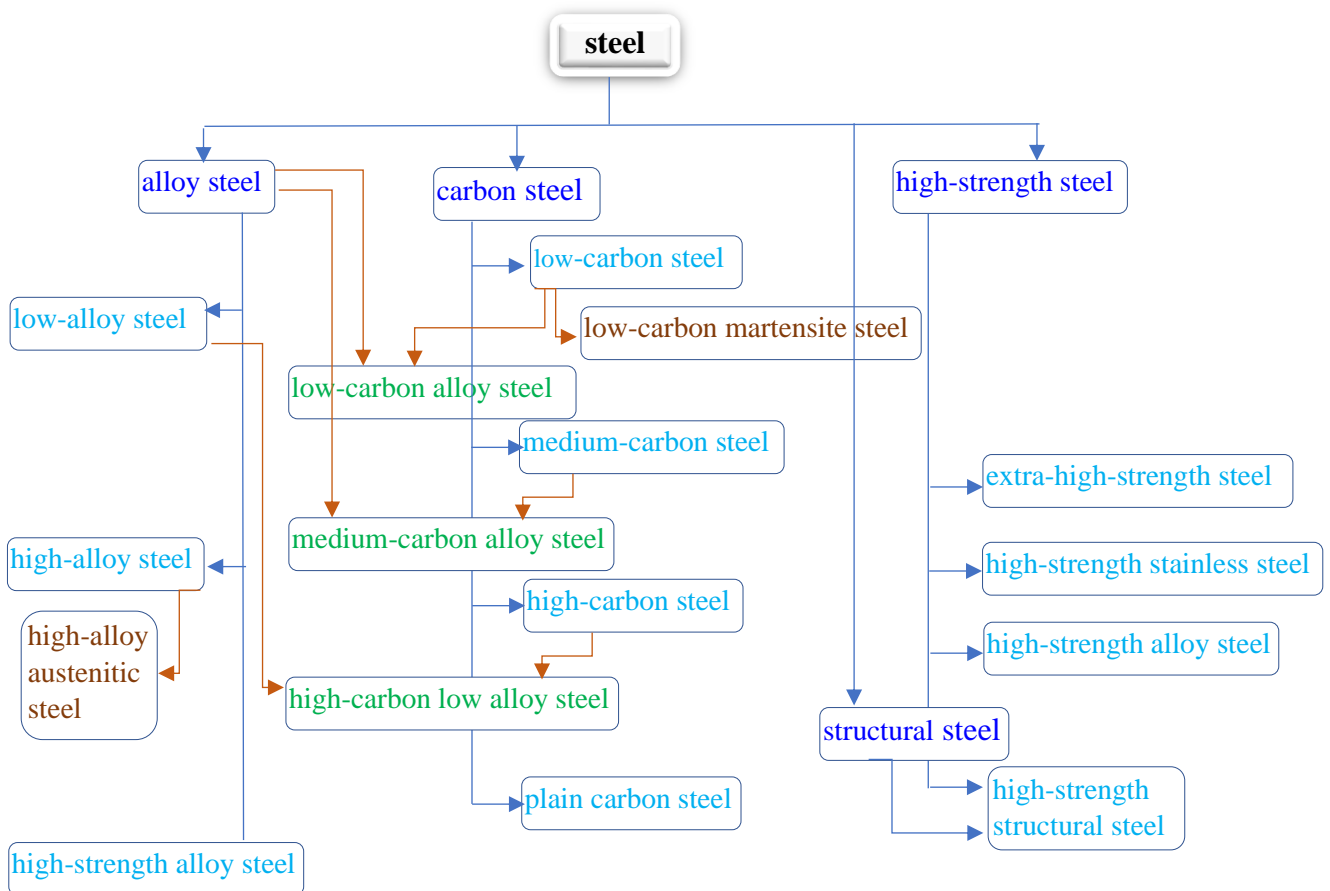 steel
alloy steel
carbon steel
high-strength steel
low-carbon steel
low-alloy steel
low-carbon martensite steel
low-carbon alloy steel
medium-carbon steel
extra-high-strength steel
medium-carbon alloy steel
high-alloy steel
high-strength stainless steel
high-carbon steel
high-alloy
austenitic
steel
high-strength alloy steel
high-carbon low alloy steel
structural steel
plain carbon steel
high-strength
structural steel
high-strength alloy steel